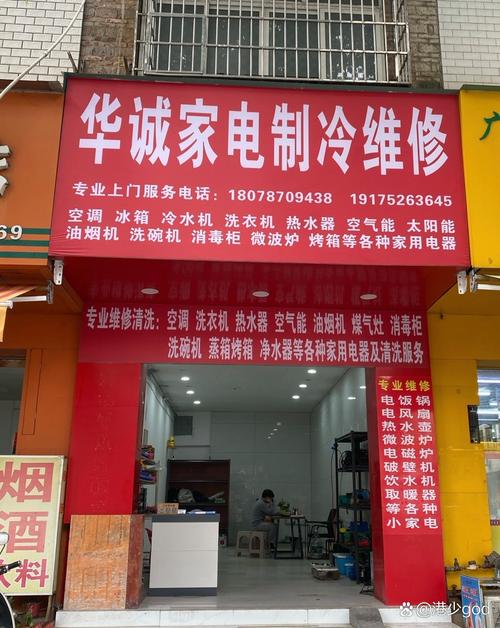 华诚家电制冷维修
专业上门服务电话：18078709438 19175263645
空调 冰箱 冷水机 洗衣机 热水器 空气能 太阳能
油烟机 洗碗机 消毒柜 微波炉 烤箱等各种家用电器
69
广
专业维修清洗：空调 洗衣机 热水器 空气能 油烟机 煤气灶 消毒柜
洗碗机 蒸箱烤箱 净水器等各种家用电器及清洗服务
专业维修
电饭锅
电风扇
热水壶
微波炉
电磁炉
破壁机
饮水机
取暖器
等各种
小家电
烟
酒
饮料
@港少god